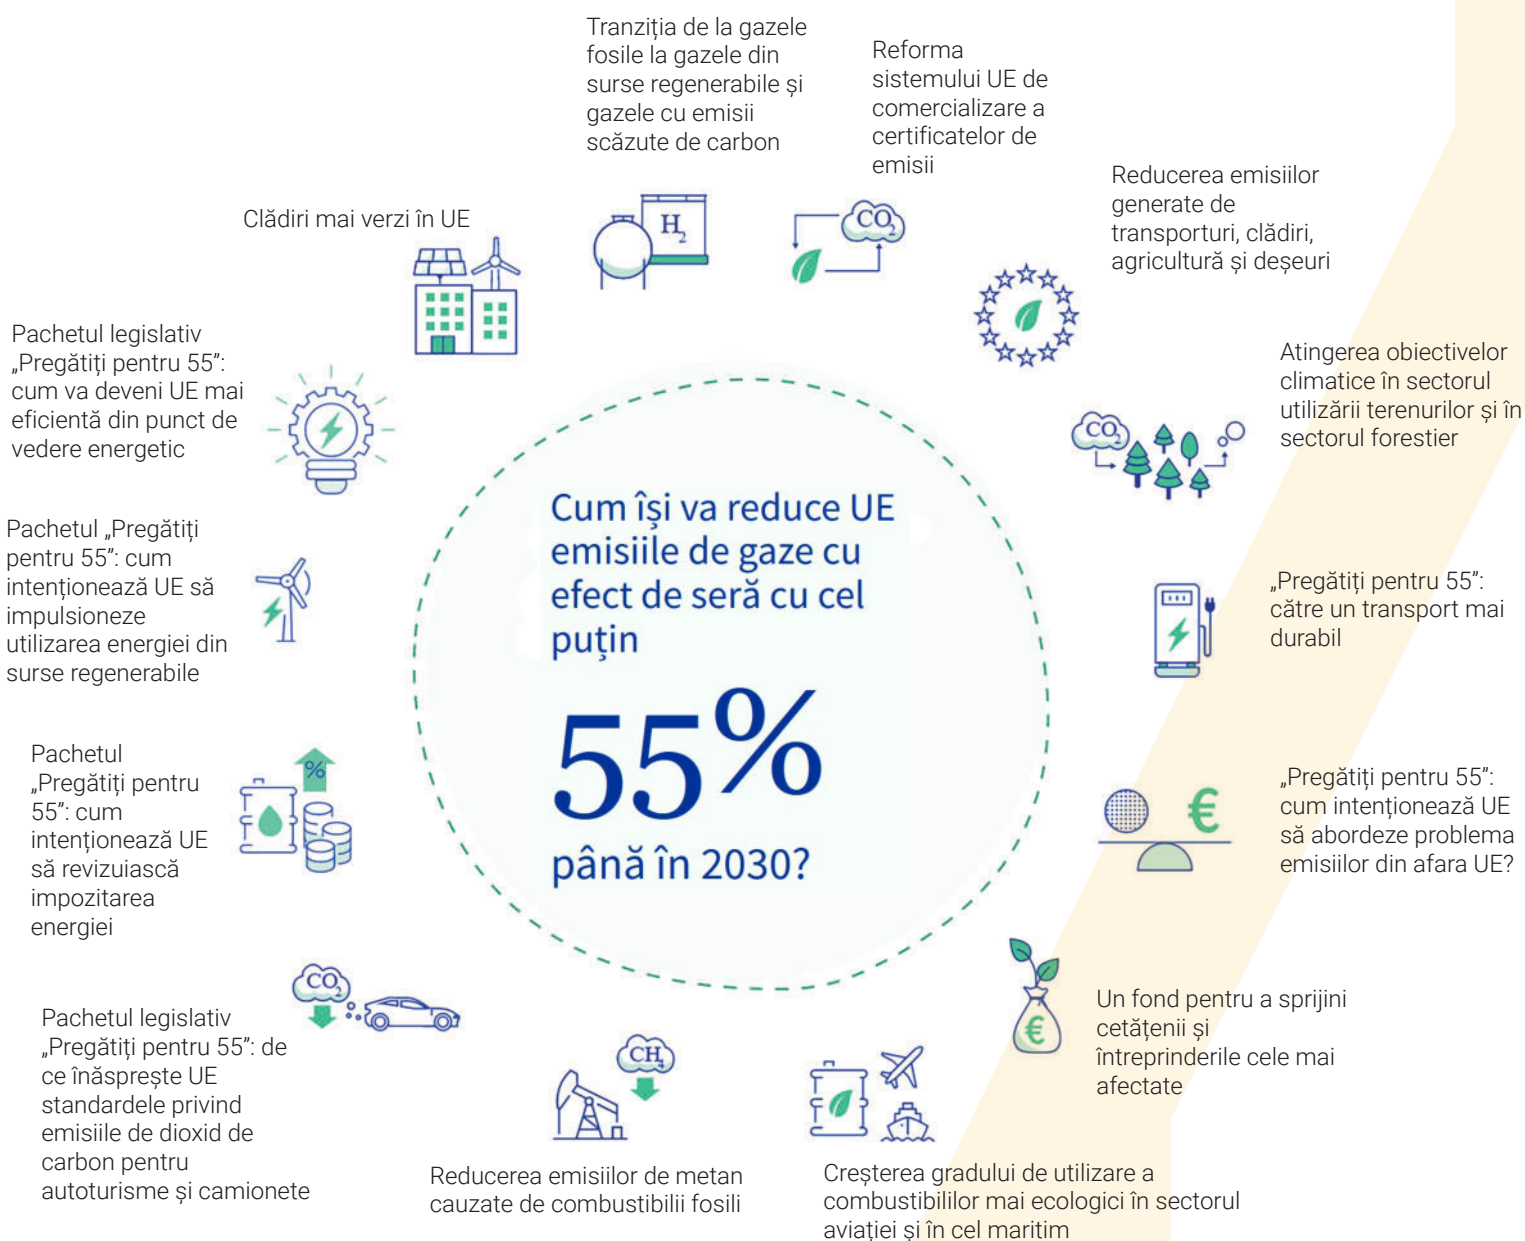 Tranziția de la gazele
fosile la gazele din
surse regenerabile și
gazele cu emisii
scăzute de carbon
Reforma
sistemului UE de
comercializare a
certificatelor de
emisii
Reducerea emisiilor
generate de
transporturi, clădiri,
agricultură și deșeuri
Clădiri mai verzi în UE
H2
CO2
Pachetul legislativ
„Pregătiți pentru 55”:
cum va deveni UE mai
eficientă din punct de
vedere energetic
Atingerea obiectivelor
climatice în sectorul
utilizării terenurilor și în
sectorul forestier
CO2
Cum își va reduce UE
emisiile de gaze cu
efect de seră cu cel
puțin
55%
până în 2030?
Pachetul „Pregătiți
pentru 55”: cum
intenționează UE să
impulsioneze
utilizarea energiei din
surse regenerabile
„Pregătiți pentru 55”:
către un transport mai
durabil
Pachetul
„Pregătiți pentru
55”: cum
intenționează UE
să revizuiască
impozitarea
energiei
%
„Pregătiți pentru 55”:
cum intenționează UE
să abordeze problema
emisiilor din afara UE?
€
CO2
Pachetul legislativ
„Pregătiți pentru 55”: de
ce înăsprește UE
standardele privind
emisiile de dioxid de
carbon pentru
autoturisme și camionete
CH4
Reducerea emisiilor de metan
cauzate de combustibilii fosili
Creșterea gradului de utilizare a
combustibililor mai ecologici în sectorul
aviației și în cel maritim
€
Un fond pentru a sprijini
cetățenii și
întreprinderile cele mai
afectate